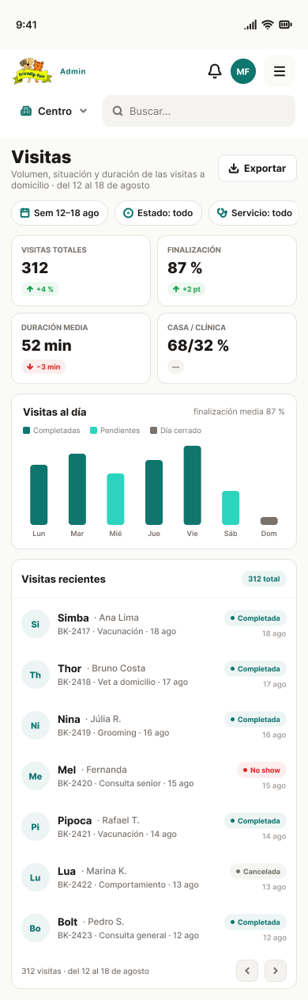 9:41
Friendly-Pets
Admin
MF
Centro
Buscar...
Visitas
Volumen, situación y duración de las visitas a
domicilio · del 12 al 18 de agosto
Exportar
Sem 12–18 ago
Estado: todo
Servicio: todo
VISITAS TOTALES
312
+4 %
FINALIZACIÓN
87 %
+2 pt
DURACIÓN MEDIA
52 min
−3 min
CASA / CLÍNICA
68/32 %
—
Visitas al día
finalización media 87 %
Completadas
Pendientes
Día cerrado
Lun
Mar
Mié
Jue
Vie
Sáb
Dom
Visitas recientes
312 total
Si
Simba · Ana Lima
BK-2417 · Vacunación · 18 ago
Completada
18 ago
Th
Thor · Bruno Costa
BK-2418 · Vet a domicilio · 17 ago
Completada
17 ago
Ni
Nina · Júlia R.
BK-2419 · Grooming · 16 ago
Completada
16 ago
Me
Mel · Fernanda
BK-2420 · Consulta senior · 15 ago
No show
15 ago
Pi
Pipoca · Rafael T.
BK-2421 · Vacunación · 14 ago
Completada
14 ago
Lu
Lua · Marina K.
BK-2422 · Comportamiento · 13 ago
Cancelada
13 ago
Bo
Bolt · Pedro S.
BK-2423 · Consulta general · 12 ago
Completada
12 ago
312 visitas · del 12 al 18 de agosto